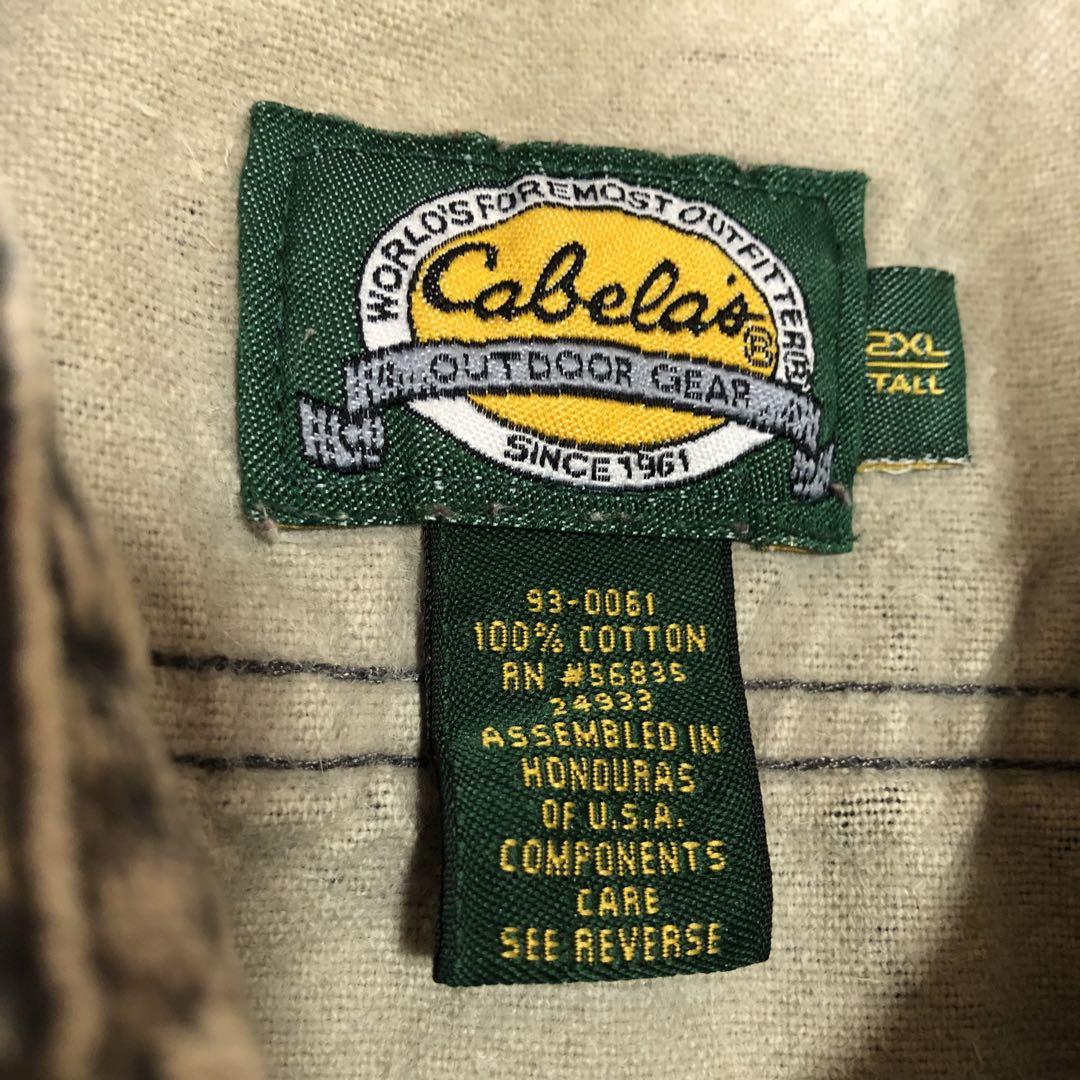 WORLD'S FOREMOST OUTFITTER®
Cabela's®
OUTDOOR GEAR
SINCE 1961
2XL
TALL
93-0061
100% COTTON
RN #56835
24933
ASSEMBLED IN
HONDURAS
OF U.S.A.
COMPONENTS
CARE
SEE REVERSE